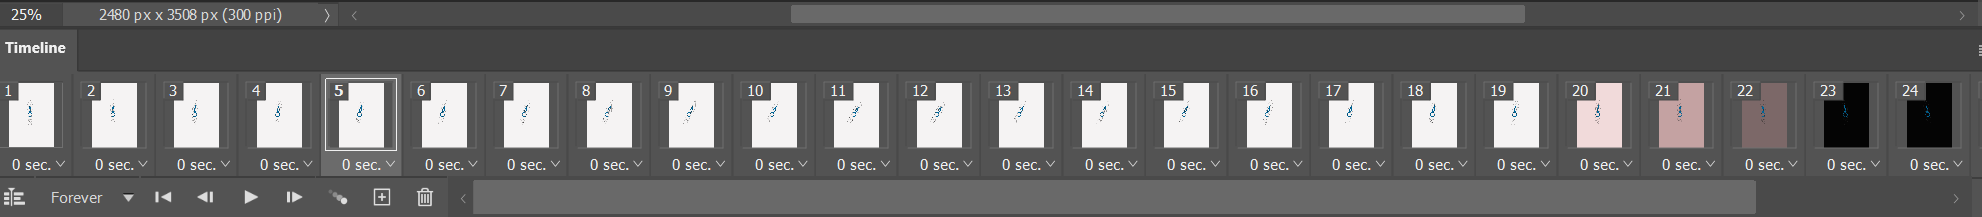 25% 2480 px x 3508 px (300 ppi)
Timeline
1 2 3 4 5 6 7 8 9 10 11 12 13 14 15 16 17 18 19 20 21 22 23 24
0 sec. 0 sec. 0 sec. 0 sec. 0 sec. 0 sec. 0 sec. 0 sec. 0 sec. 0 sec. 0 sec. 0 sec. 0 sec. 0 sec. 0 sec. 0 sec. 0 sec. 0 sec. 0 sec. 0 sec. 0 sec. 0 sec. 0 sec. 0 sec.
Forever